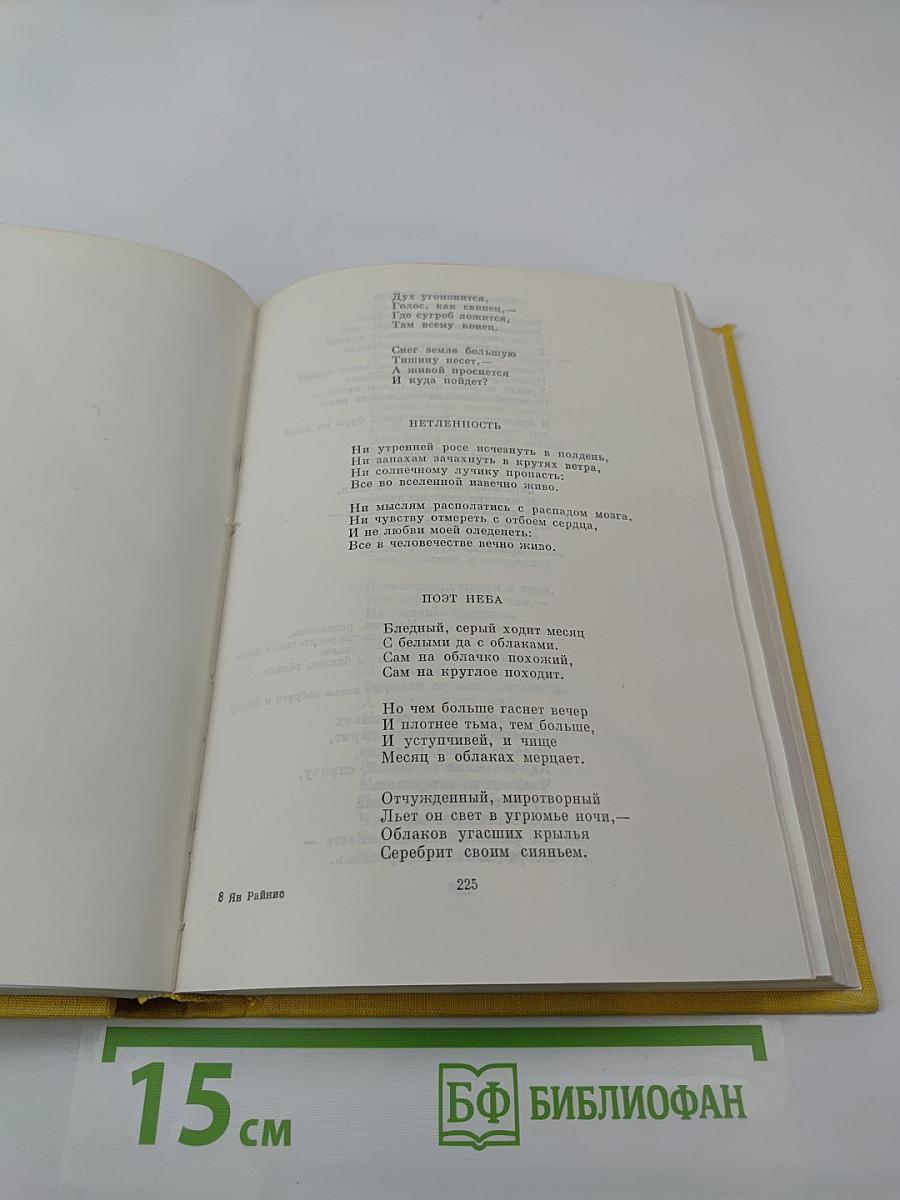 Дух угомонится,
Голос, как свинец,—
Где сугроб ложится,
Там всему конец.
Снег земле большую
Тишину несет,—
А живой проснется
И куда пойдет?
НЕТЛЕННОСТЬ
Ни утренней росе исчезнуть в полдень,
Ни запахам зачахнуть в крутях ветра,
Ни солнечному лучику пропасть:
Все во вселенной извечно живо.
Ни мыслям расползтись с распадом мозга,
Ни чувству отмереть с отбоем сердца,
И не любви моей оледенеть:
Все в человечестве вечно живо.
ПОЭТ НЕБА
Бледный, серый ходит месяц
С белыми да с облаками.
Сам на облачко похожий,
Сам на круглое походит.
Но чем больше гаснет вечер
И плотнее тьма, тем больше,
И уступчивей, и чище
Месяц в облаках мерцает.
Отчужденный, миротворный
Льет он свет в угрюмье ночи,—
Облаков угасших крылья
Серебрит своим сияньем.
8 Ян Райнис
225
15 см
БФ БИБЛИОФАН